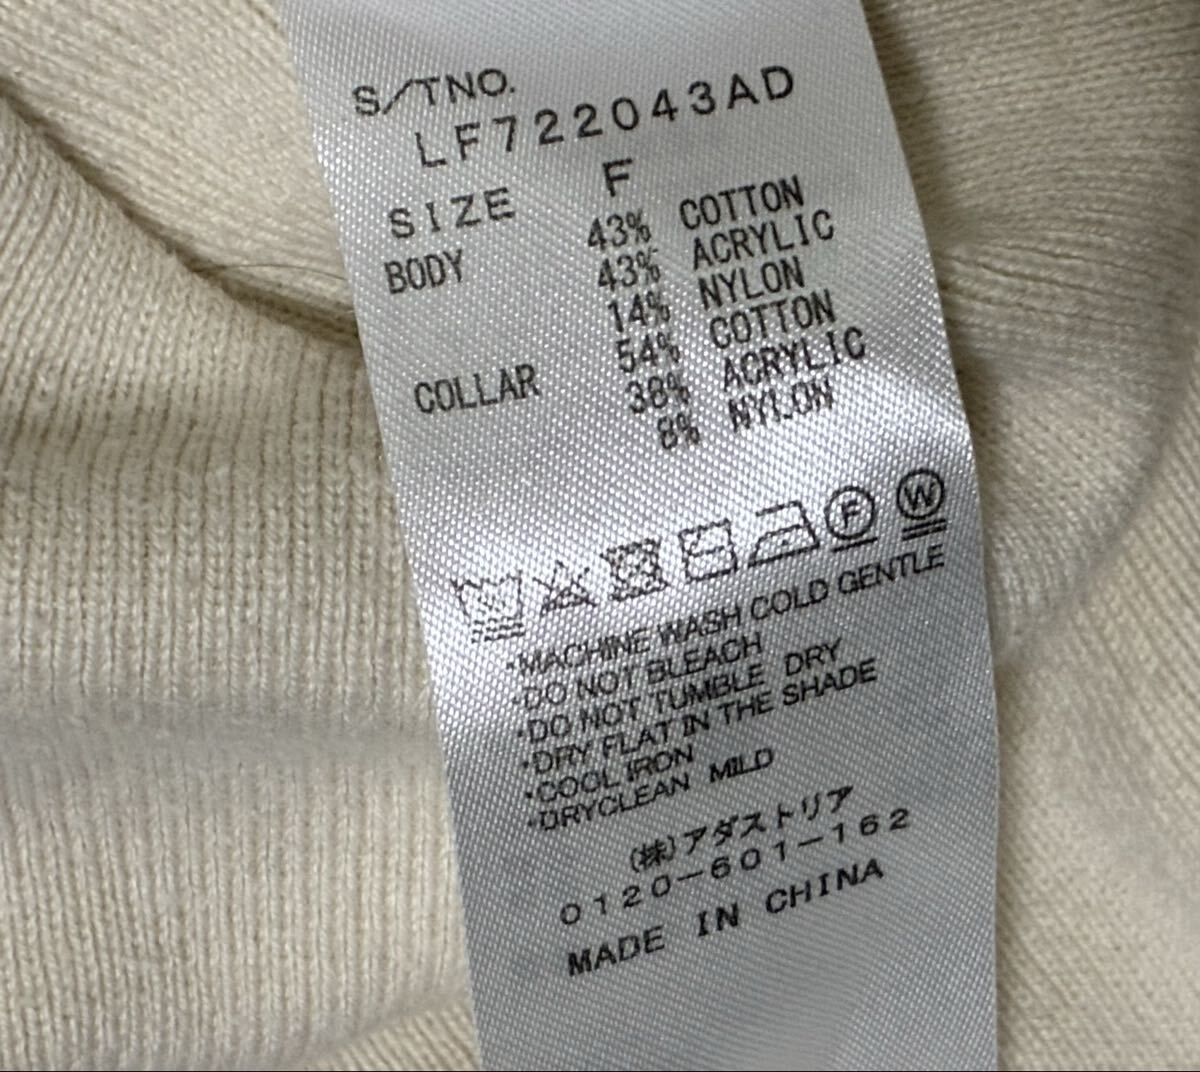 S/TNO.
LF722043AD
SIZE F
BODY 43% COTTON
43% ACRYLIC
14% NYLON
COLLAR 54% COTTON
38% ACRYLIC
8% NYLON
F W
・MACHINE WASH COLD GENTLE
・DO NOT BLEACH
・DO NOT TUMBLE DRY
・DRY FLAT IN THE SHADE
・COOL IRON
・DRYCLEAN MILD
(株)アダストリア
0120-601-162
MADE IN CHINA